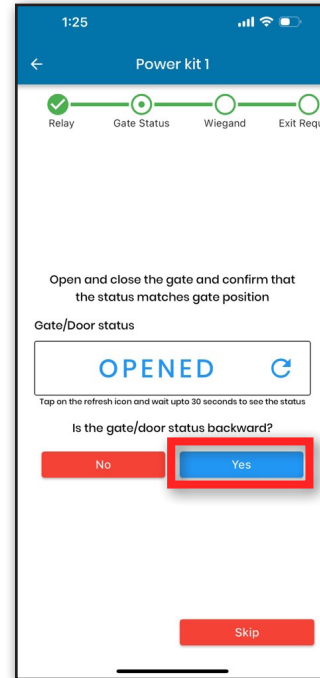 1:25
Power kit 1
Relay Gate Status Wiegand Exit Requ
Open and close the gate and confirm that
the status matches gate position
Gate/Door status
OPENED
Tap on the refresh icon and wait upto 30 seconds to see the status
Is the gate/door status backward?
No Yes
Skip